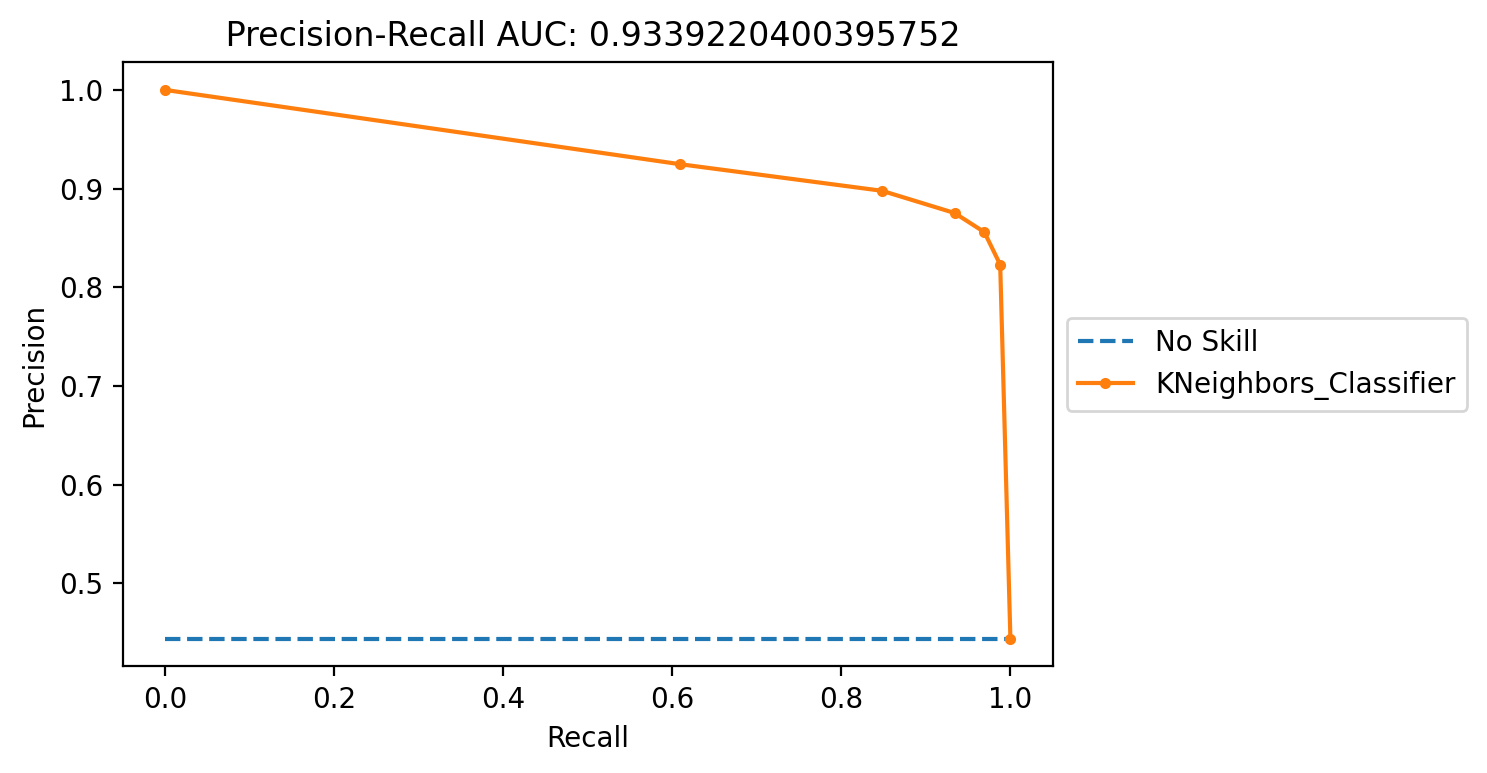 Precision-Recall AUC: 0.9339220400395752
1.0
0.9
0.8
0.7
0.6
0.5
Precision
0.0 0.2 0.4 0.6 0.8 1.0
Recall
No Skill
KNeighbors_Classifier